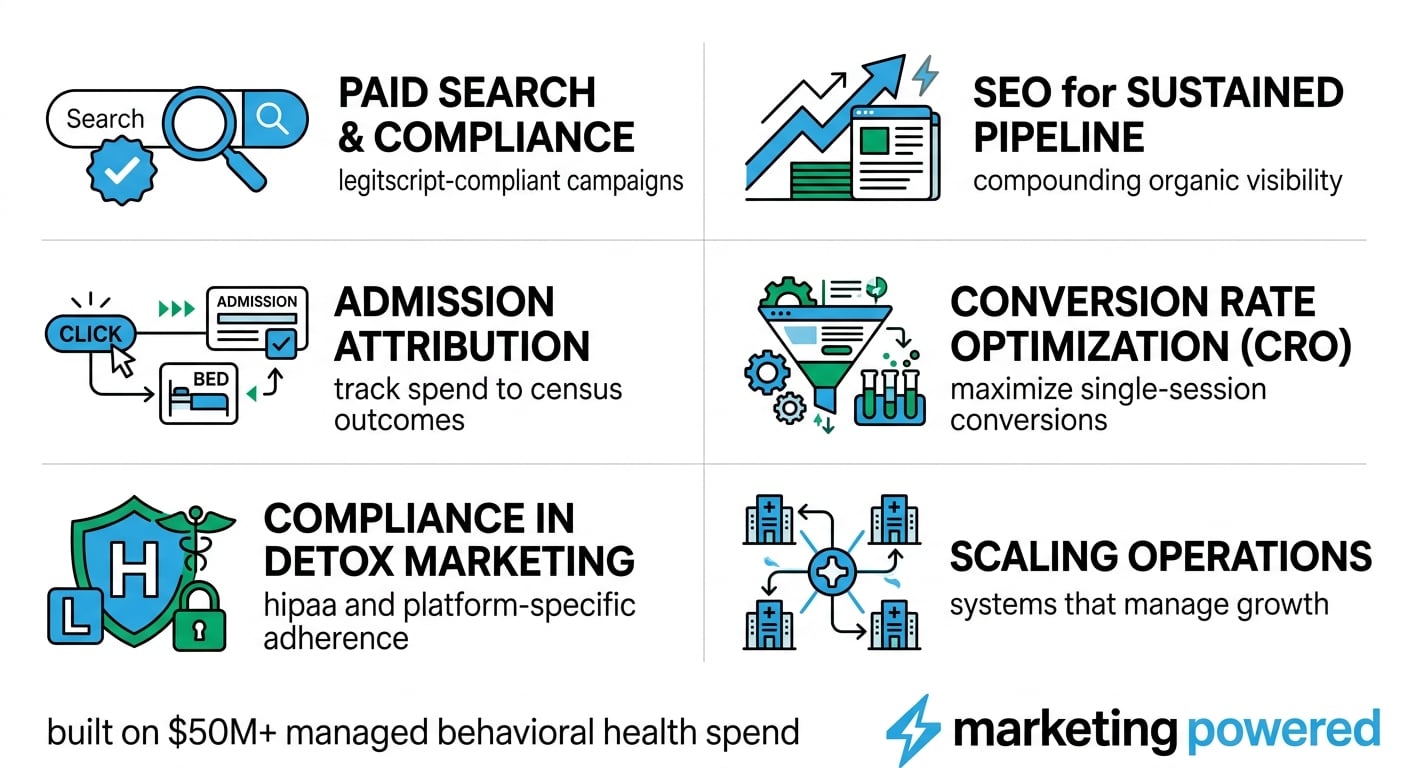 Search
PAID SEARCH
& COMPLIANCE
legitscript-compliant campaigns
SEO for SUSTAINED
PIPELINE
compounding organic visibility
CLICK
ADMISSION
BED
ADMISSION
ATTRIBUTION
track spend to census
outcomes
CONVERSION RATE
OPTIMIZATION (CRO)
maximize single-session
conversions
H
L
COMPLIANCE IN
DETOX MARKETING
hipaa and platform-specific
adherence
SCALING OPERATIONS
systems that manage growth
built on $50M+ managed behavioral health spend
marketing powered